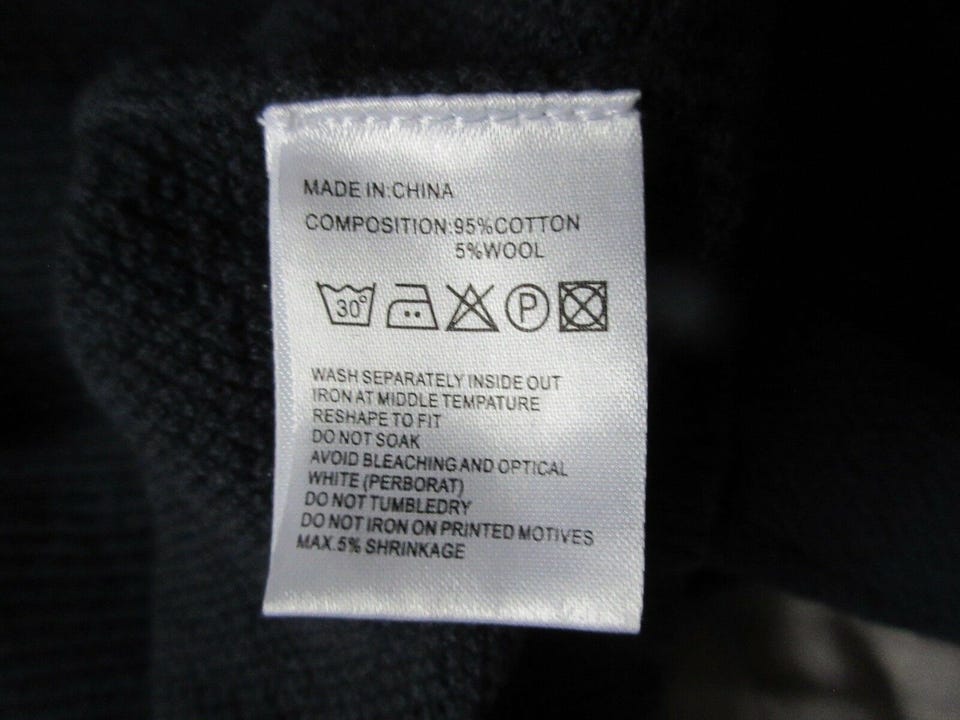 MADE IN:CHINA
COMPOSITION:95%COTTON
5%WOOL
30° P
WASH SEPARATELY INSIDE OUT
IRON AT MIDDLE TEMPATURE
RESHAPE TO FIT
DO NOT SOAK
AVOID BLEACHING AND OPTICAL
WHITE (PERBORAT)
DO NOT TUMBLEDRY
DO NOT IRON ON PRINTED MOTIVES
MAX.5% SHRINKAGE